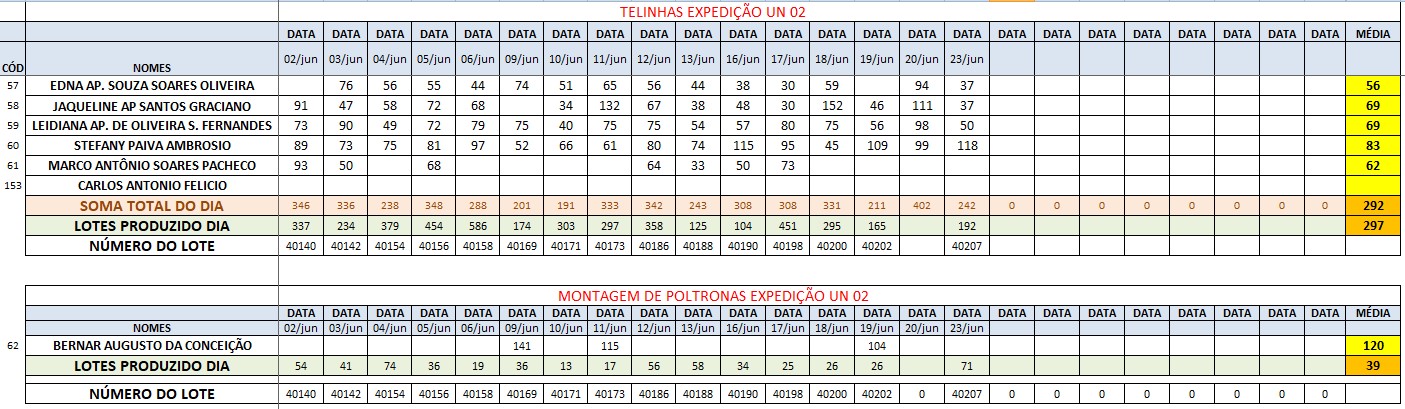 TELINHAS EXPEDIÇÃO UN 02
DATA DATA DATA DATA DATA DATA DATA DATA DATA DATA DATA DATA DATA DATA DATA DATA DATA DATA DATA DATA DATA DATA DATA DATA MÉDIA
CÓD NOMES 02/jun 03/jun 04/jun 05/jun 06/jun 09/jun 10/jun 11/jun 12/jun 13/jun 16/jun 17/jun 18/jun 19/jun 20/jun 23/jun
57 EDNA AP. SOUZA SOARES OLIVEIRA 76 56 55 44 74 51 65 56 44 38 30 59 94 37 56
58 JAQUELINE AP SANTOS GRACIANO 91 47 58 72 68 34 132 67 38 48 30 152 46 111 37 69
59 LEIDIANA AP. DE OLIVEIRA S. FERNANDES 73 90 49 72 79 75 40 75 75 54 57 80 75 56 98 50 69
60 STEFANY PAIVA AMBROSIO 89 73 75 81 97 52 66 61 80 74 115 95 45 109 99 118 83
61 MARCO ANTÔNIO SOARES PACHECO 93 50 68 64 33 50 73 62
153 CARLOS ANTONIO FELICIO
SOMA TOTAL DO DIA 346 336 238 348 288 201 191 333 342 243 308 308 331 211 402 242 0 0 0 0 0 0 0 0 292
LOTES PRODUZIDO DIA 337 234 379 454 586 174 303 297 358 125 104 451 295 165 192 297
NÚMERO DO LOTE 40140 40142 40154 40156 40158 40169 40171 40173 40186 40188 40190 40198 40200 40202 40207
MONTAGEM DE POLTRONAS EXPEDIÇÃO UN 02
DATA DATA DATA DATA DATA DATA DATA DATA DATA DATA DATA DATA DATA DATA DATA DATA DATA DATA DATA DATA DATA DATA DATA DATA MÉDIA
NOMES 02/jun 03/jun 04/jun 05/jun 06/jun 09/jun 10/jun 11/jun 12/jun 13/jun 16/jun 17/jun 18/jun 19/jun 20/jun 23/jun
62 BERNAR AUGUSTO DA CONCEIÇÃO 141 115 104 120
LOTES PRODUZIDO DIA 54 41 74 36 19 36 13 17 56 58 34 25 26 26 71 39
NÚMERO DO LOTE 40140 40142 40154 40156 40158 40169 40171 40173 40186 40188 40190 40198 40200 40202 0 40207 0 0 0 0 0 0 0 0